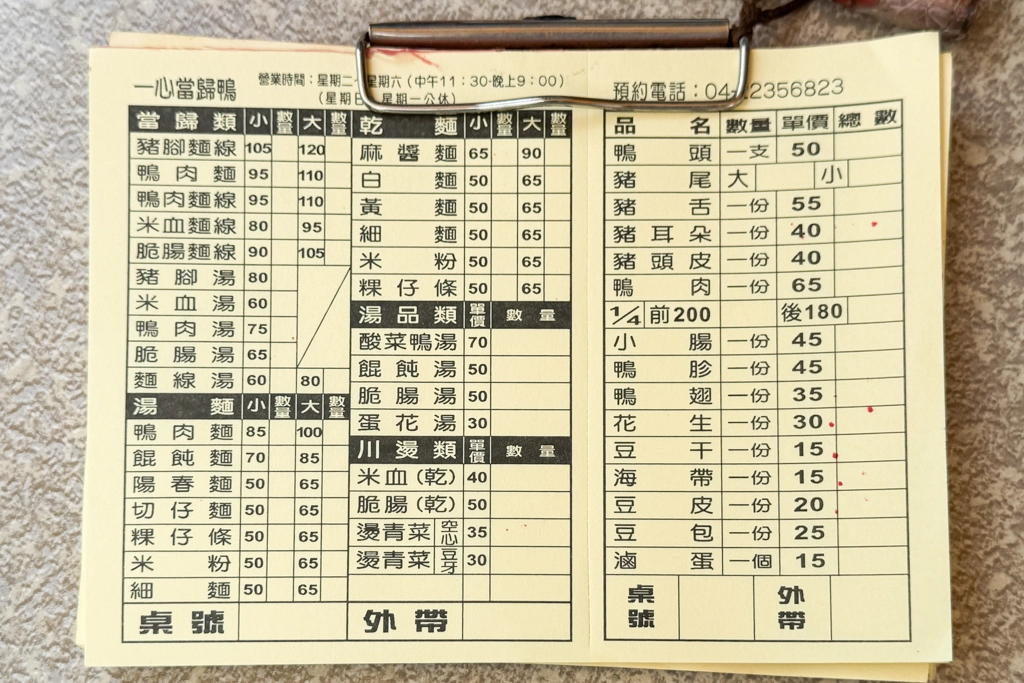 一心當歸鴨
營業時間：星期二 星期六（中午11：30-晚上9：00）
（星期日 星期一公休）
預約電話：04- 2356823
當歸類 小 數量 大 數量
豬腳麵線 105 120
鴨肉麵 95 110
鴨肉麵線 95 110
米血麵線 80 95
脆腸麵線 90 105
豬腳湯 80
米血湯 60
鴨肉湯 75
脆腸湯 65
麵線湯 60 80
湯麵 小 數量 大 數量
鴨肉麵 85 100
餛飩麵 70 85
陽春麵 50 65
切仔麵 50 65
粿仔條 50 65
米粉 50 65
細麵 50 65
桌號
乾麵 小 數量 大 數量
麻醬麵 65 90
白麵 50 65
黃麵 50 65
細麵 50 65
米粉 50 65
粿仔條 50 65
湯品類 單價 數量
酸菜鴨湯 70
餛飩湯 50
脆腸湯 50
蛋花湯 30
川燙類 單價 數量
米血(乾) 40
脆腸(乾) 50
燙青菜 空心 35
燙青菜 豆牙 30
外帶
品名 數量 單價 總數
鴨頭 一支 50
豬尾 大 小
豬舌 一份 55
豬耳朵 一份 40
豬頭皮 一份 40
鴨肉 一份 65
1/4 前200 後180
小腸 一份 45
鴨胗 一份 45
鴨翅 一份 35
花生 一份 30
豆干 一份 15
海帶 一份 15
豆皮 一份 20
豆包 一份 25
滷蛋 一個 15
桌號 外帶